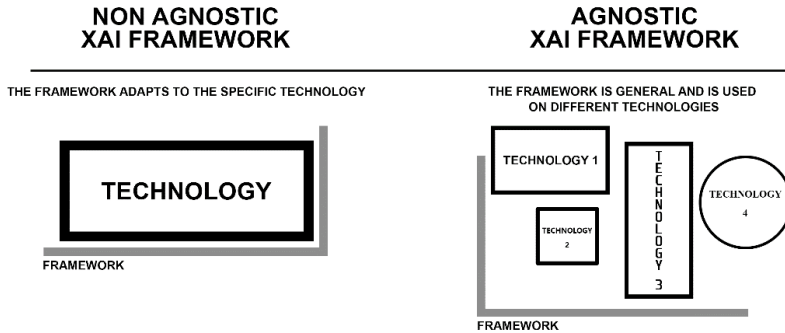 NON AGNOSTIC
XAI FRAMEWORK
THE FRAMEWORK ADAPTS TO THE SPECIFIC TECHNOLOGY
TECHNOLOGY
FRAMEWORK
AGNOSTIC
XAI FRAMEWORK
THE FRAMEWORK IS GENERAL AND IS USED
ON DIFFERENT TECHNOLOGIES
TECHNOLOGY 1
TECHNOLOGY
2
TECHNOLOGY 3
TECHNOLOGY
4
FRAMEWORK